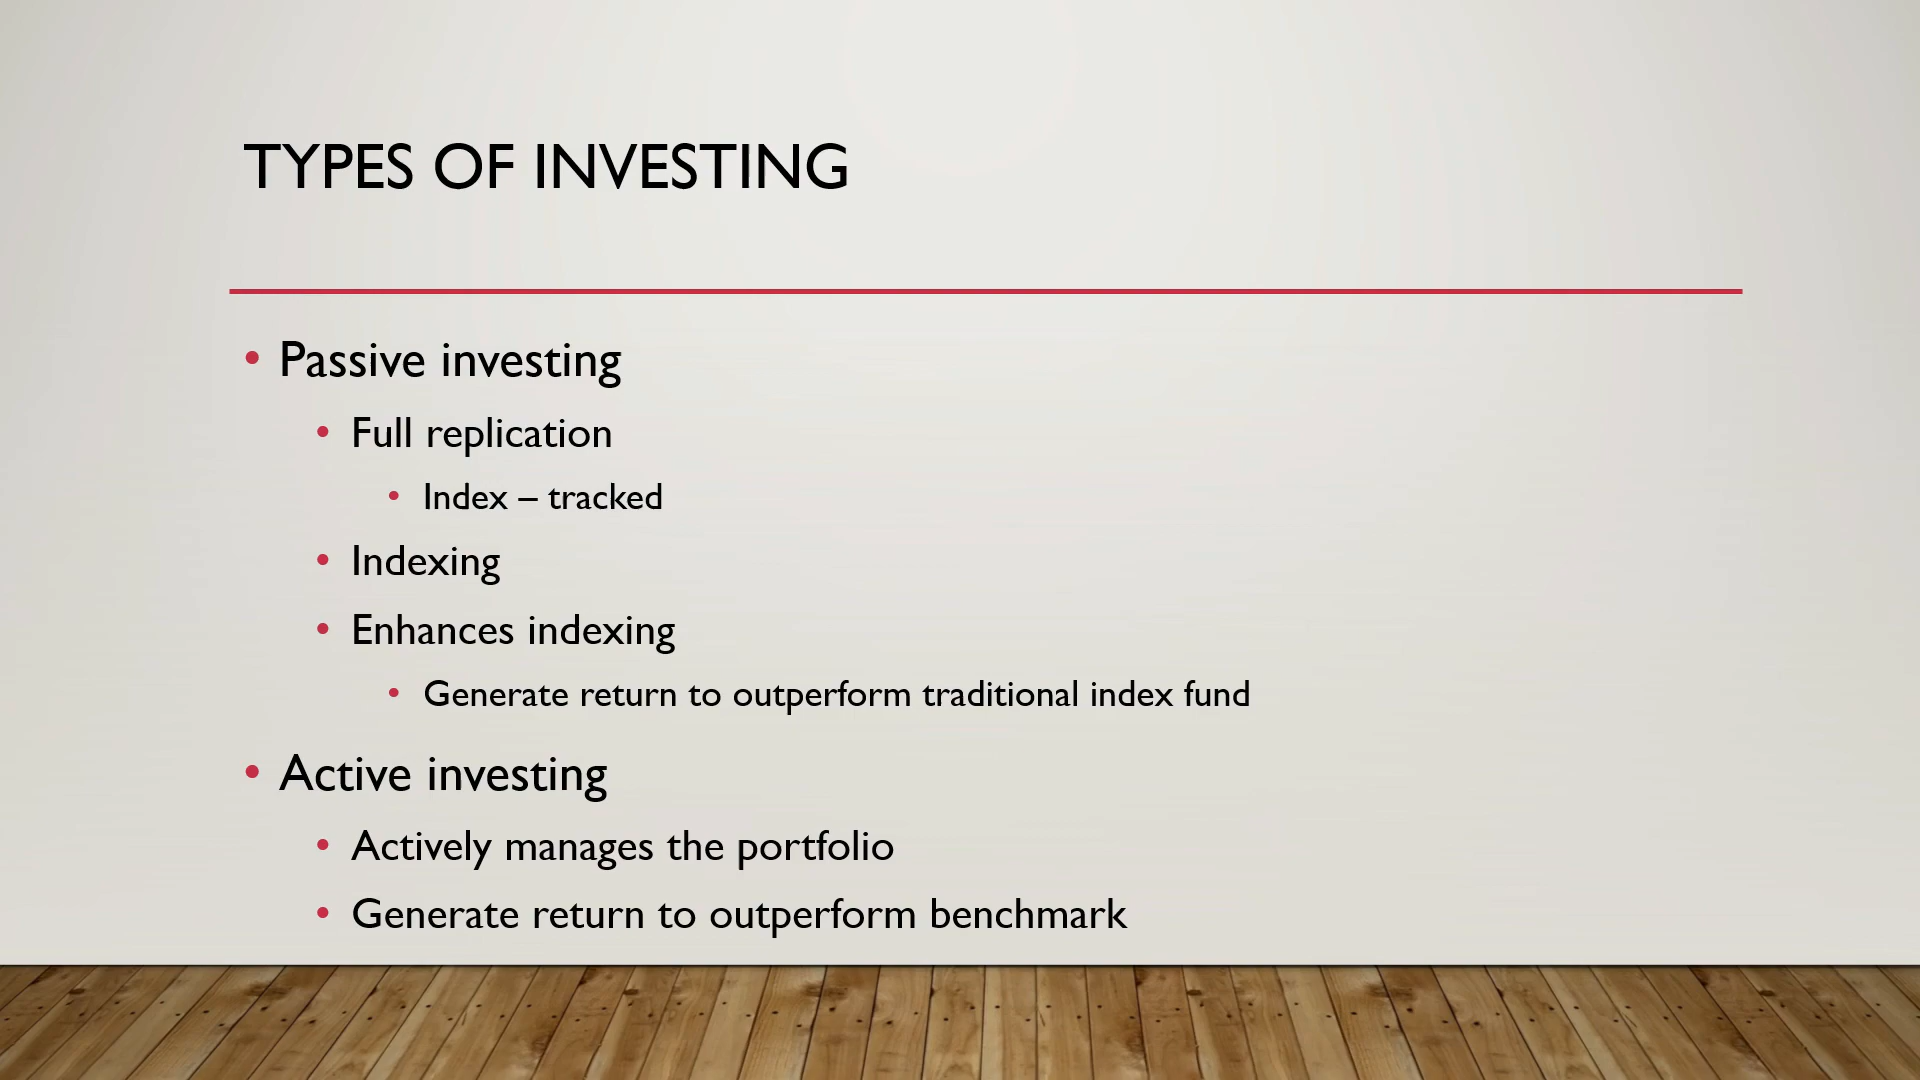 TYPES OF INVESTING
• Passive investing
• Full replication
• Index – tracked
• Indexing
• Enhances indexing
• Generate return to outperform traditional index fund
• Active investing
• Actively manages the portfolio
• Generate return to outperform benchmark